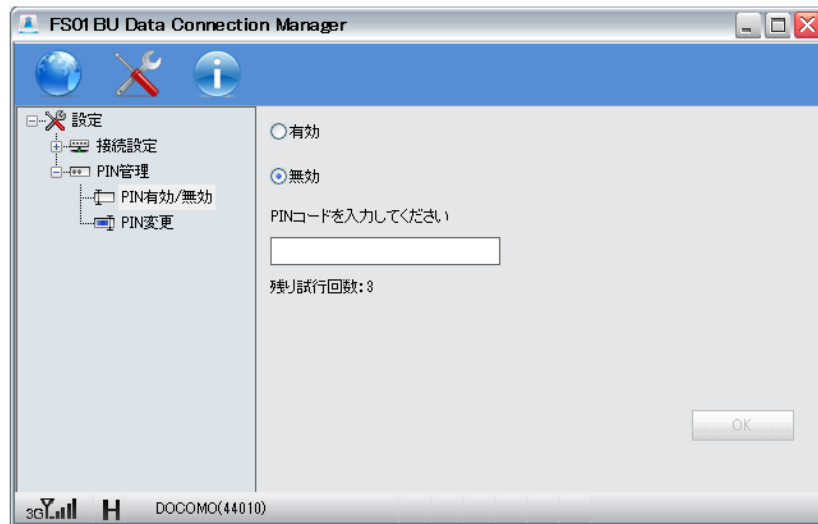 FS01BU Data Connection Manager
設定
接続設定
PIN管理
PIN有効/無効
PIN変更
有効
無効
PINコードを入力してください
残り試行回数:3
OK
3G H DOCOMO(44010)